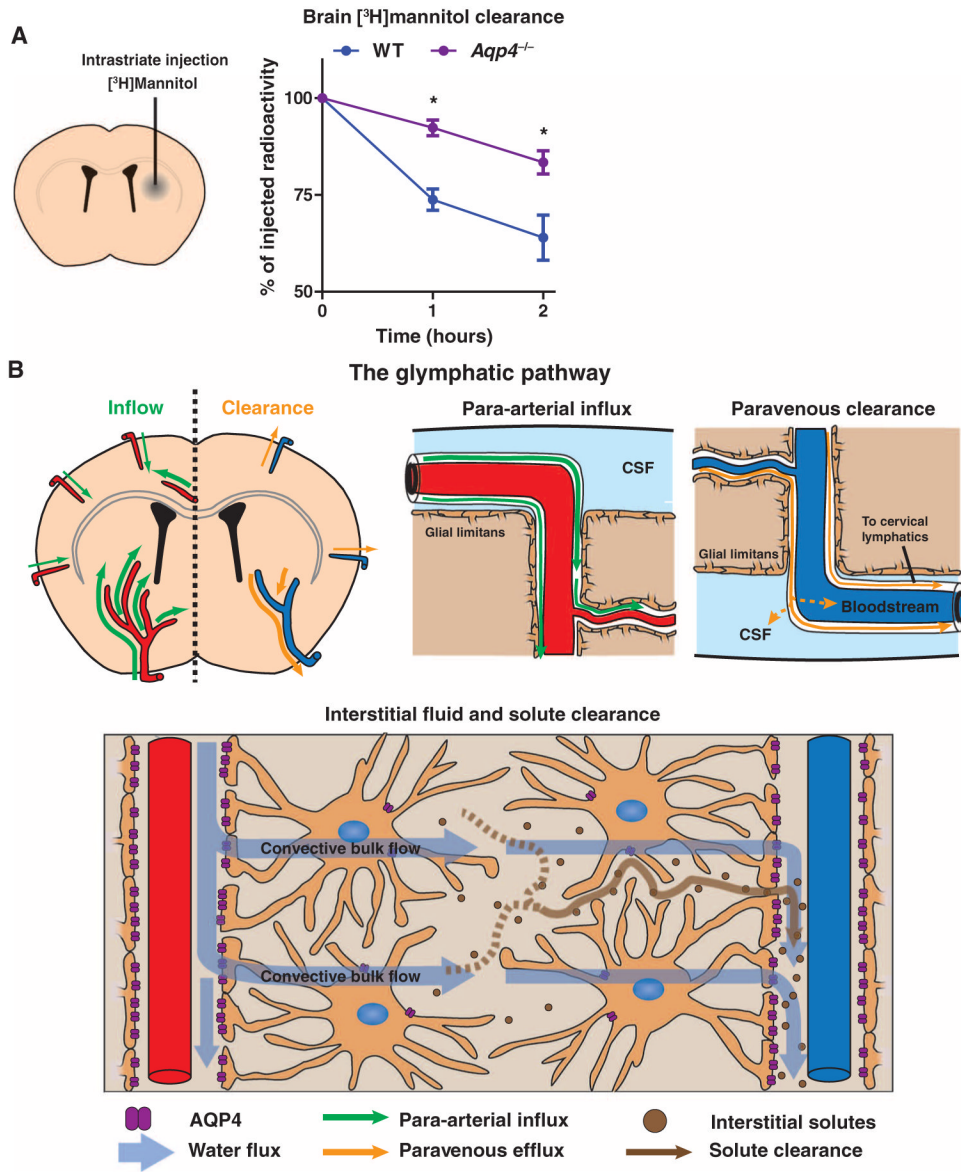 A
Brain [³H]mannitol clearance
WT
Aqp4⁻/⁻
Intrastriate injection
[³H]Mannitol
% of injected radioactivity
100
75
50
*
*
0
1
2
Time (hours)
B
The glymphatic pathway
Inflow
Clearance
Para-arterial influx
CSF
Glial limitans
Paravenous clearance
To cervical
lymphatics
Glial limitans
Bloodstream
CSF
Interstitial fluid and solute clearance
Convective bulk flow
Convective bulk flow
AQP4
Para-arterial influx
Interstitial solutes
Water flux
Paravenous efflux
Solute clearance